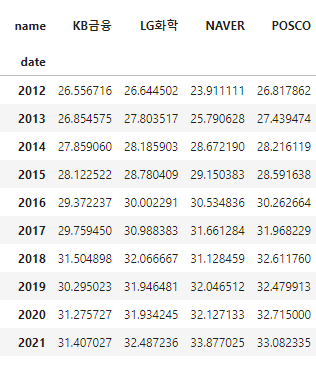 name KB금융 LG화학 NAVER POSCO
date
2012 26.556716 26.644502 23.911111 26.817862
2013 26.854575 27.803517 25.790628 27.439474
2014 27.859060 28.185903 28.672190 28.216119
2015 28.122522 28.780409 29.150383 28.591638
2016 29.372237 30.002291 30.534836 30.262664
2017 29.759450 30.988383 31.661284 31.968229
2018 31.504898 32.066667 31.128459 32.611760
2019 30.295023 31.946481 32.046512 32.479913
2020 31.275727 31.934245 32.127133 32.715000
2021 31.407027 32.487236 33.877025 33.082335